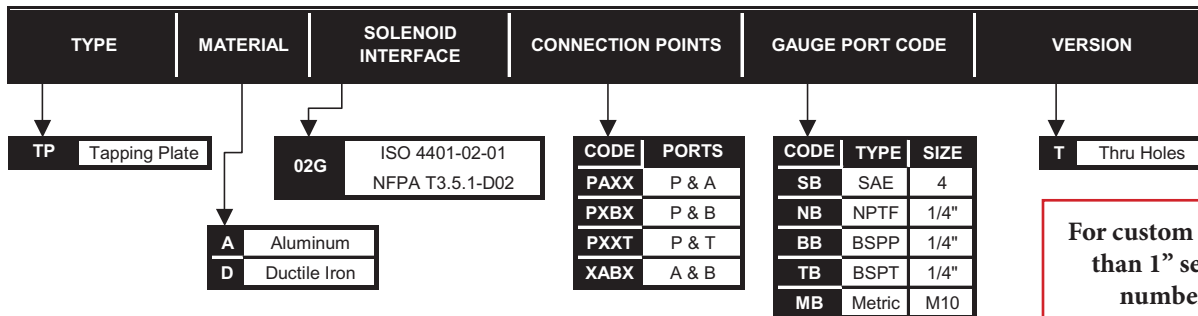 TYPE MATERIAL SOLENOID INTERFACE CONNECTION POINTS GAUGE PORT CODE VERSION
TP Tapping Plate
A Aluminum
D Ductile Iron
02G ISO 4401-02-01
NFPA T3.5.1-D02
CODE PORTS
PAXX P & A
PXBX P & B
PXXT P & T
XABX A & B
CODE TYPE SIZE
SB SAE 4
NB NPTF 1/4"
BB BSPP 1/4"
TB BSPT 1/4"
MB Metric M10
T Thru Holes
For custom
than 1” se
numbe